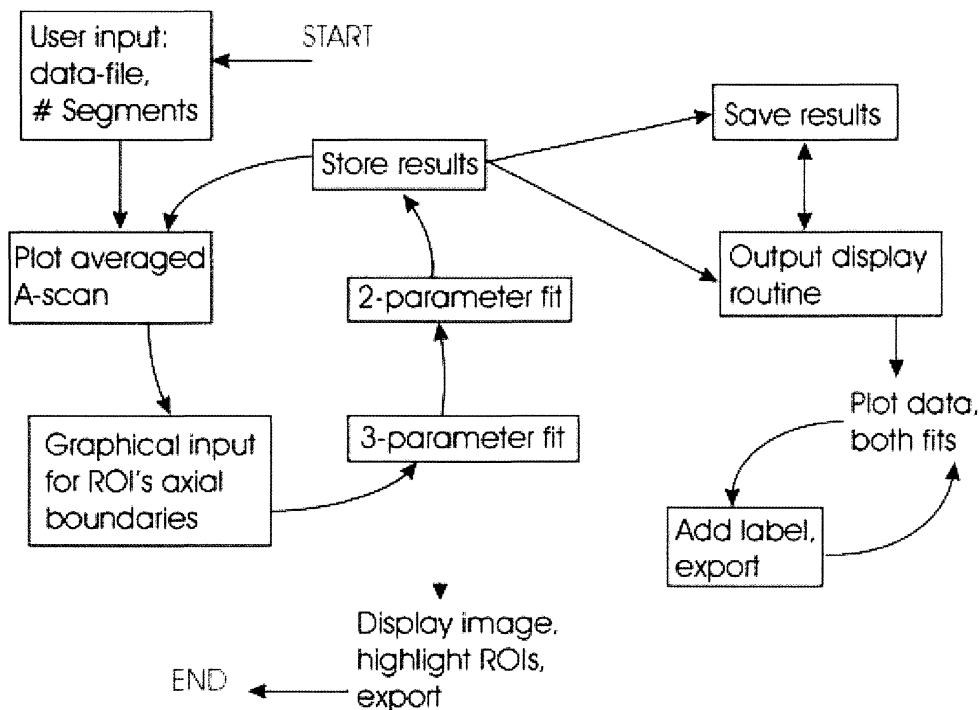 User input:
data-file,
# Segments
START
Store results
Save results
Plot averaged
A-scan
2-parameter fit
Output display
routine
Graphical input
for ROI's axial
boundaries
3-parameter fit
Plot data,
both fits
Add label,
export
Display image,
highlight ROIs,
export
END